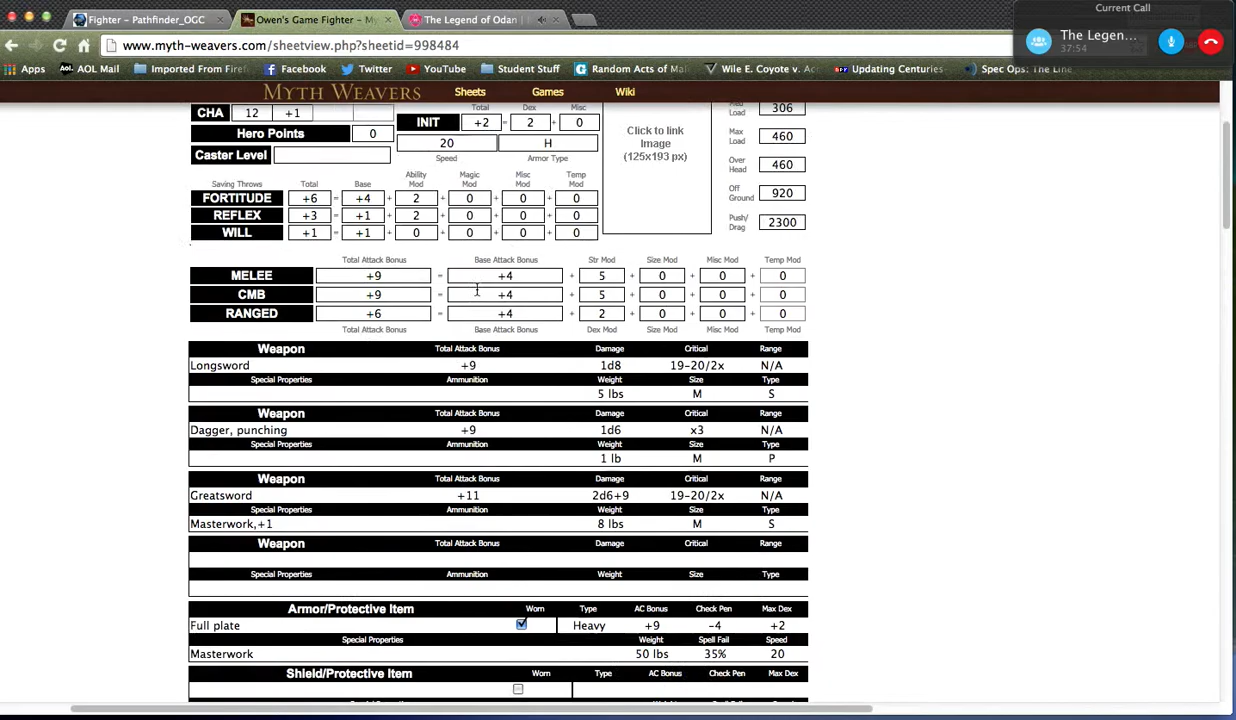 Fighter – Pathfinder_OGC
Owen's Game Fighter – My
The Legend of Odan
Current Call
The Legen...
37:54
www.myth-weavers.com/sheetview.php?sheetid=998484
Apps AOL Mail Imported From Fire Facebook Twitter YouTube Student Stuff Random Acts of Ma Wile E. Coyote v. Ac Updating Centuries Spec Ops: The Line
MYTH WEAVERS Sheets Games Wiki
CHA 12 +1
Total Dex Misc
INIT +2 = 2 + 0
Hero Points 0
20 H
Speed Armor Type
Caster Level
Click to link
Image
(125x193 px)
Load 306
Max
Load 460
Over
Head 460
Off
Ground 920
Push/
Drag 2300
Saving Throws Total Base Ability Mod Magic Mod Misc Mod Temp Mod
FORTITUDE +6 = +4 + 2 + 0 + 0 + 0
REFLEX +3 = +1 + 2 + 0 + 0 + 0
WILL +1 = +1 + 0 + 0 + 0 + 0
Total Attack Bonus Base Attack Bonus Str Mod Size Mod Misc Mod Temp Mod
MELEE +9 = +4 + 5 + 0 + 0 + 0
CMB +9 = +4 + 5 + 0 + 0 + 0
RANGED +6 = +4 + 2 + 0 + 0 + 0
Total Attack Bonus Base Attack Bonus Dex Mod Size Mod Misc Mod Temp Mod
Weapon Total Attack Bonus Damage Critical Range
Longsword +9 1d8 19-20/2x N/A
Special Properties Ammunition Weight Size Type
5 lbs M S
Weapon Total Attack Bonus Damage Critical Range
Dagger, punching +9 1d6 x3 N/A
Special Properties Ammunition Weight Size Type
1 lb M P
Weapon Total Attack Bonus Damage Critical Range
Greatsword +11 2d6+9 19-20/2x N/A
Special Properties Ammunition Weight Size Type
Masterwork,+1 8 lbs M S
Weapon Total Attack Bonus Damage Critical Range
Special Properties Ammunition Weight Size Type
Armor/Protective Item Worn Type AC Bonus Check Pen Max Dex
Full plate Heavy +9 -4 +2
Special Properties Weight Spell Fail Speed
Masterwork 50 lbs 35% 20
Shield/Protective Item Worn Type AC Bonus Check Pen Max Dex